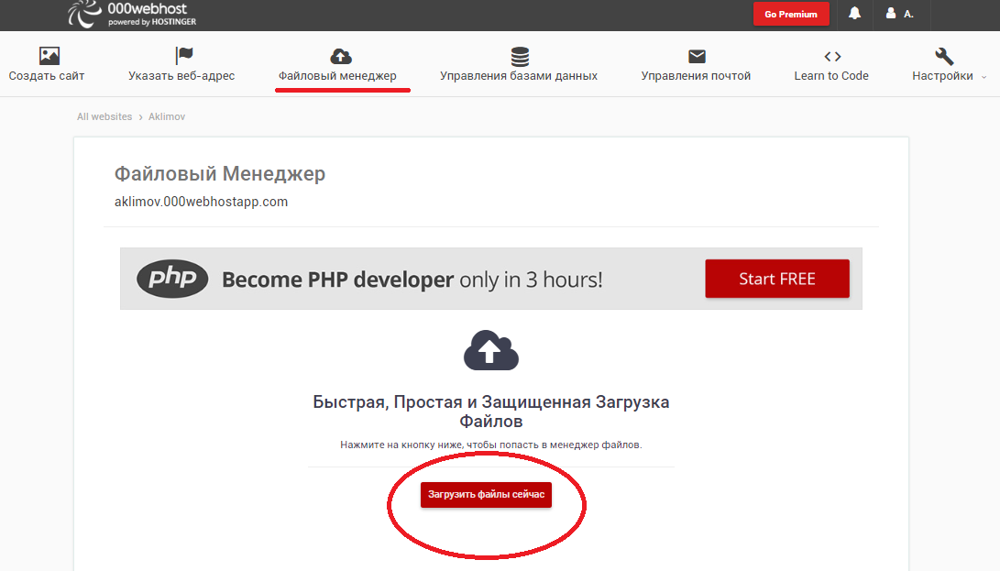 000webhost
powered by HOSTINGER
Go Premium
A.
Создать сайт
Указать веб-адрес
Файловый менеджер
Управления базами данных
Управления почтой
Learn to Code
Настройки
All websites › Aklimov
Файловый Менеджер
aklimov.000webhostapp.com
php Become PHP developer only in 3 hours!
Start FREE
Быстрая, Простая и Защищенная Загрузка
Файлов
Нажмите на кнопку ниже, чтобы попасть в менеджер файлов.
Загрузить файлы сейчас